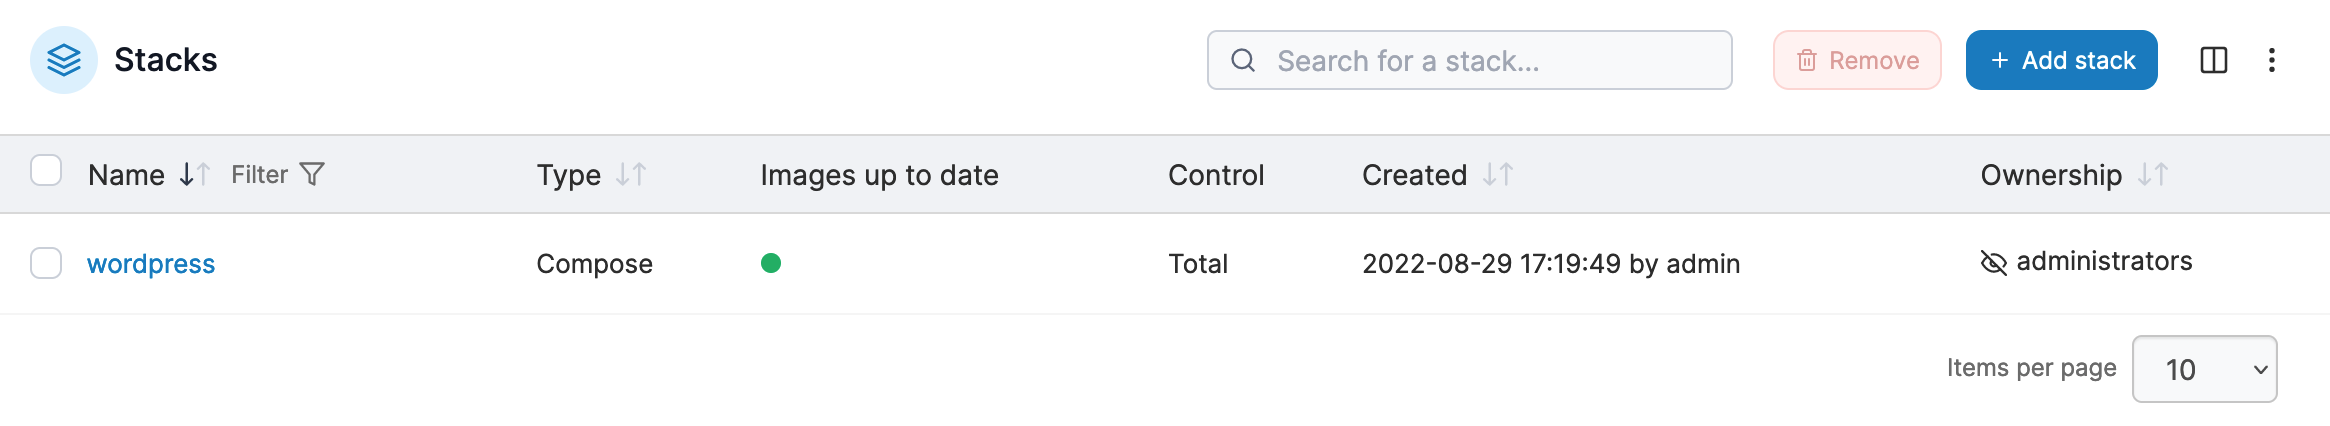 Stacks
Search for a stack...
Remove
Add stack
Name Filter Type Images up to date Control Created Ownership
wordpress Compose Total 2022-08-29 17:19:49 by admin administrators
Items per page 10